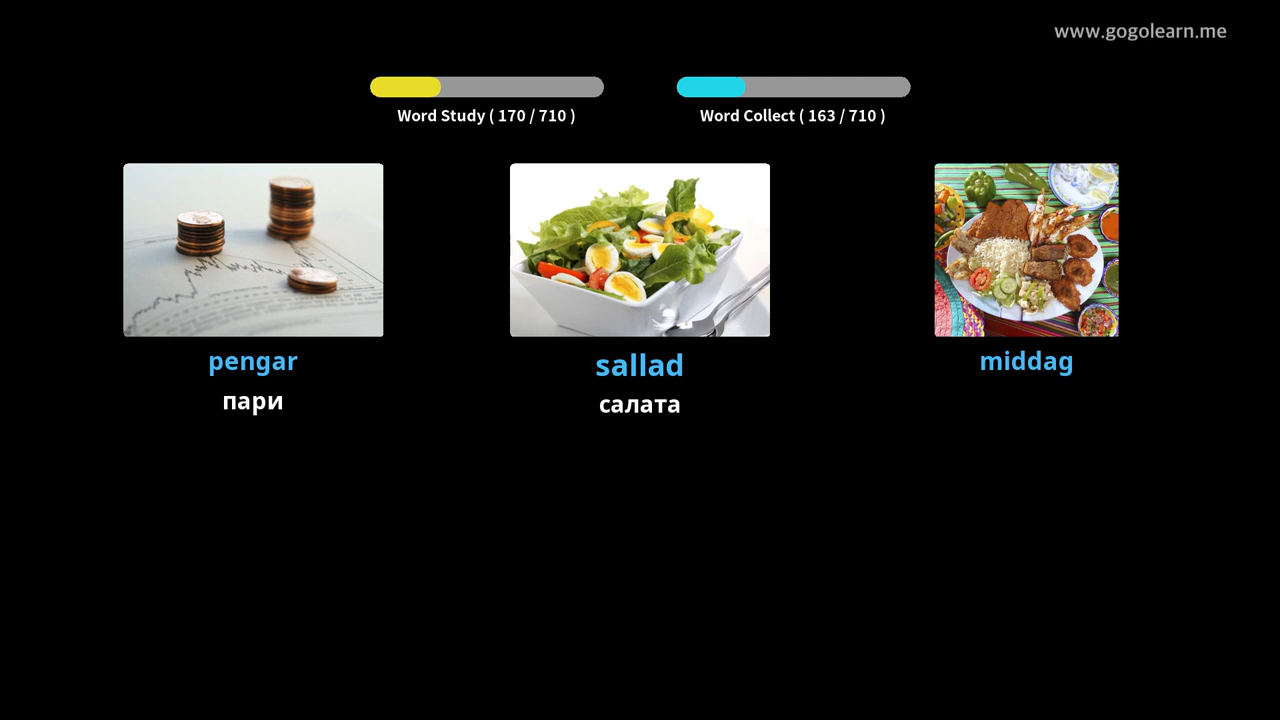 www.gogolearn.me
Word Study ( 170 / 710 )
Word Collect ( 163 / 710 )
pengar
sallad
middag
пари
салата